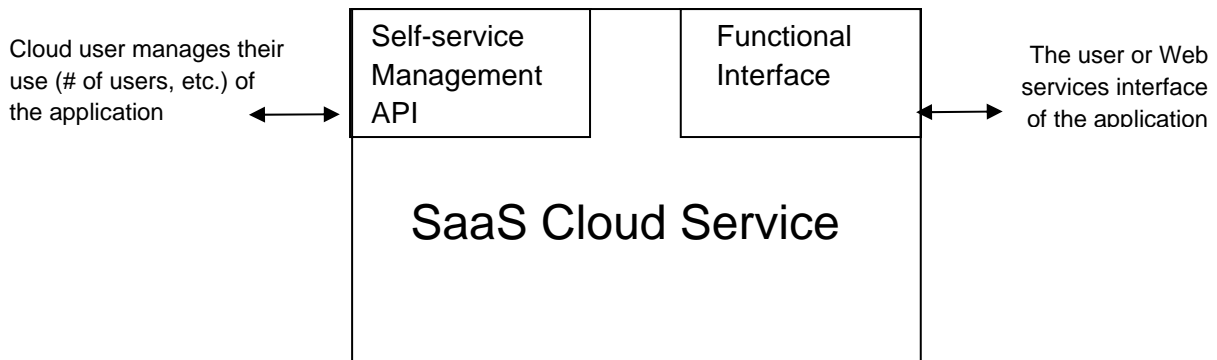 Cloud user manages their
use (# of users, etc.) of
the application
Self-service
Management
API
Functional
Interface
The user or Web
services interface
of the application
SaaS Cloud Service